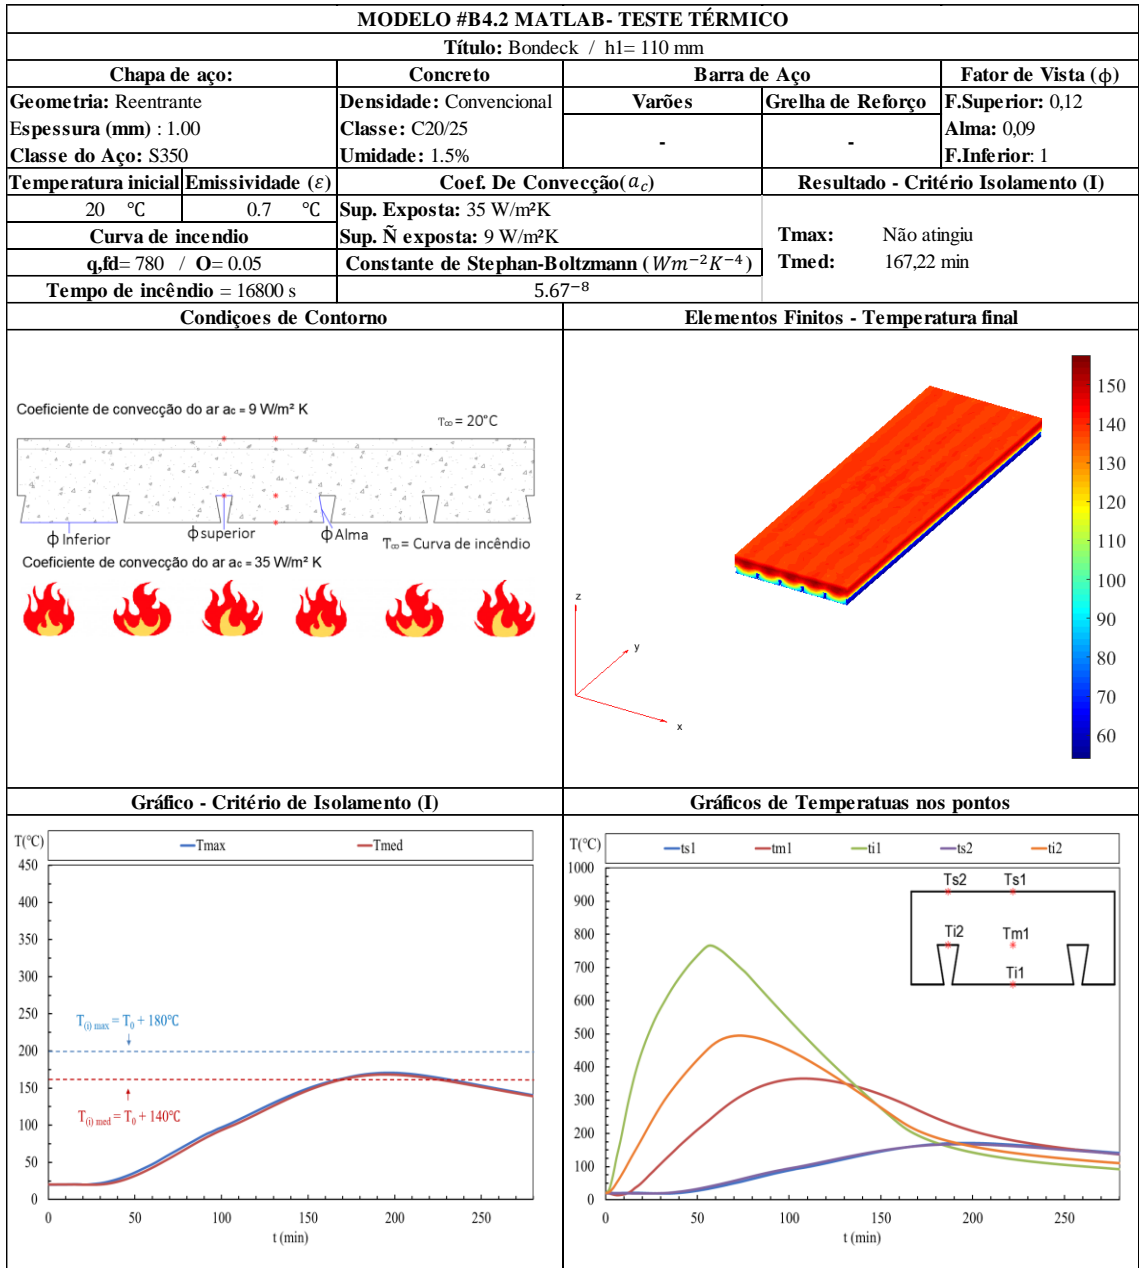 MODELO #B4.2 MATLAB- TESTE TÉRMICO
Título: Bondeck / h1= 110 mm
Chapa de aço:
Concreto
Barra de Aço
Fator de Vista (ϕ)
Geometria: Reentrante
Espessura (mm) : 1.00
Classe do Aço: S350
Densidade: Convencional
Classe: C20/25
Umidade: 1.5%
Varões
Grelha de Reforço
-
-
F.Superior: 0,12
Alma: 0,09
F.Inferior: 1
Temperatura inicial
Emissividade (ε)
Coef. De Convecção(a_c)
Resultado - Critério Isolamento (I)
20 ℃
0.7 ℃
Sup. Exposta: 35 W/m²K
Sup. Ñ exposta: 9 W/m²K
Curva de incendio
q,fd= 780 / O= 0.05
Constante de Stephan-Boltzmann (Wm⁻²K⁻⁴)
Tempo de incêndio = 16800 s
5.67⁻⁸
Tmax: Não atingiu
Tmed: 167,22 min
Condiçoes de Contorno
Elementos Finitos - Temperatura final
Coeficiente de convecção do ar ac = 9 W/m² K
T∞ = 20°C
ϕ Inferior
ϕ superior
ϕ Alma
T∞ = Curva de incêndio
Coeficiente de convecção do ar ac = 35 W/m² K
z
y
x
150
140
130
120
110
100
90
80
70
60
Gráfico - Critério de Isolamento (I)
Gráficos de Temperatuas nos pontos
T(°C)
Tmax
Tmed
450
400
350
300
250
200
150
100
50
0
T(i) max = T0 + 180℃
T(i) med = T0 + 140℃
0
50
100
150
200
250
t (min)
T(°C)
ts1
tm1
ti1
ts2
ti2
1000
900
800
700
600
500
400
300
200
100
0
Ts2
Ts1
Ti2
Tm1
Ti1
0
50
100
150
200
250
t (min)